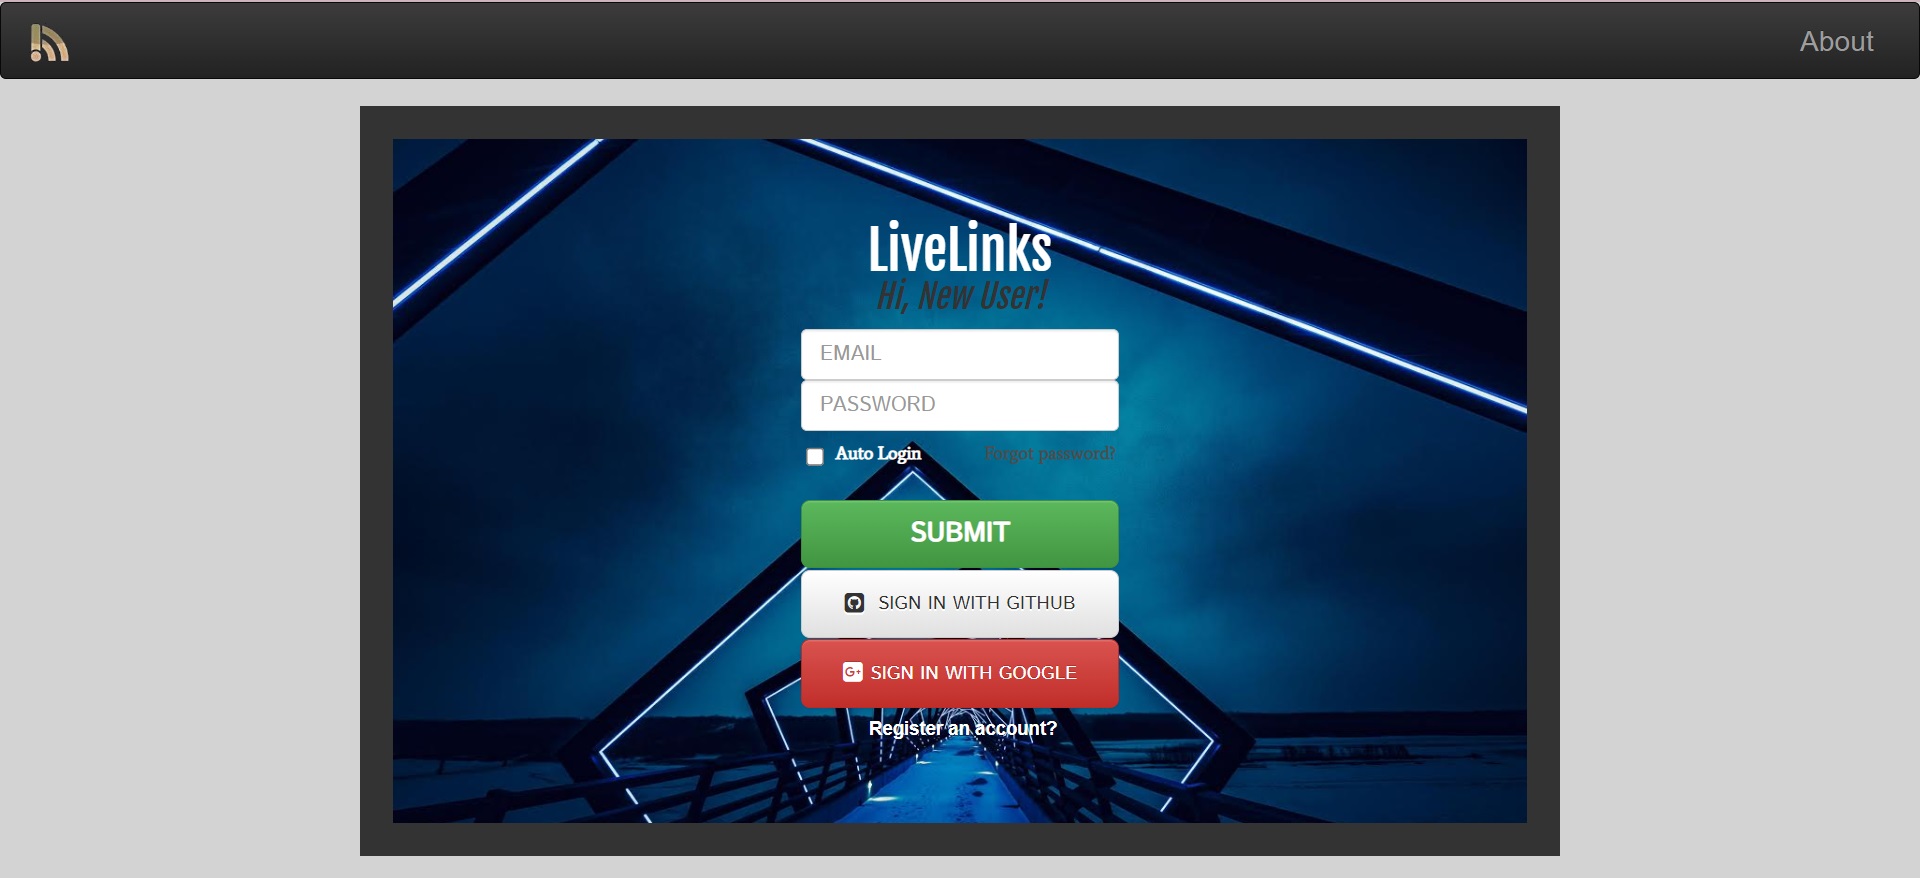 About
LiveLinks
Hi, New User!
EMAIL
PASSWORD
Auto Login Forgot password?
SUBMIT
SIGN IN WITH GITHUB
G+ SIGN IN WITH GOOGLE
Register an account?